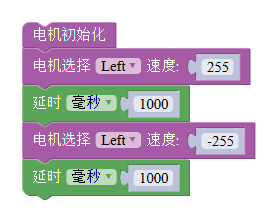 电机初始化
电机选择 Left 速度: 255
延时 毫秒 1000
电机选择 Left 速度: -255
延时 毫秒 1000